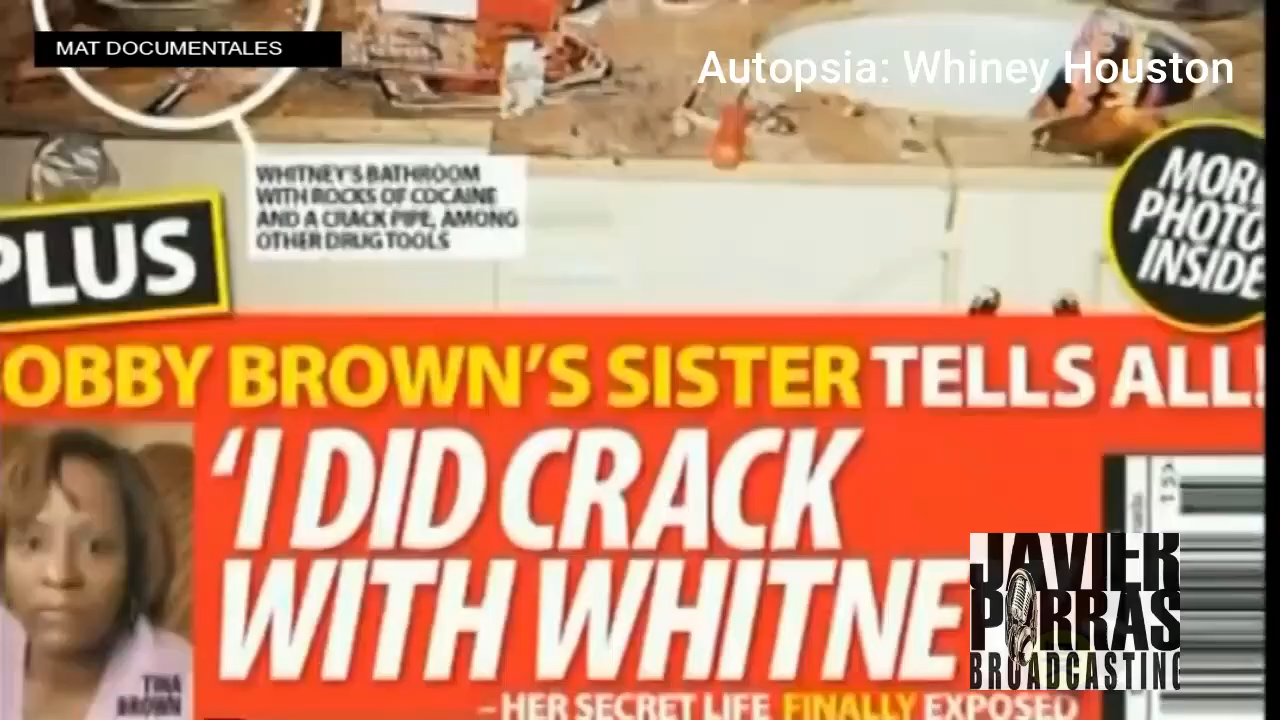 MAT DOCUMENTALES
Autopsia: Whiney Houston
WHITNEY'S BATHROOM
WITH ROCKS OF COCAINE
AND A CRACK PIPE, AMONG
OTHER DRUG TOOLS
MORE
PHOTO
INSIDE
PLUS
OBBY BROWN'S SISTER TELLS ALL!
'I DID CRACK
WITH WHITNE
TINA
BROWN
– HER SECRET LIFE FINALLY EXPOSED
JAVIER
PORRAS
BROADCASTING